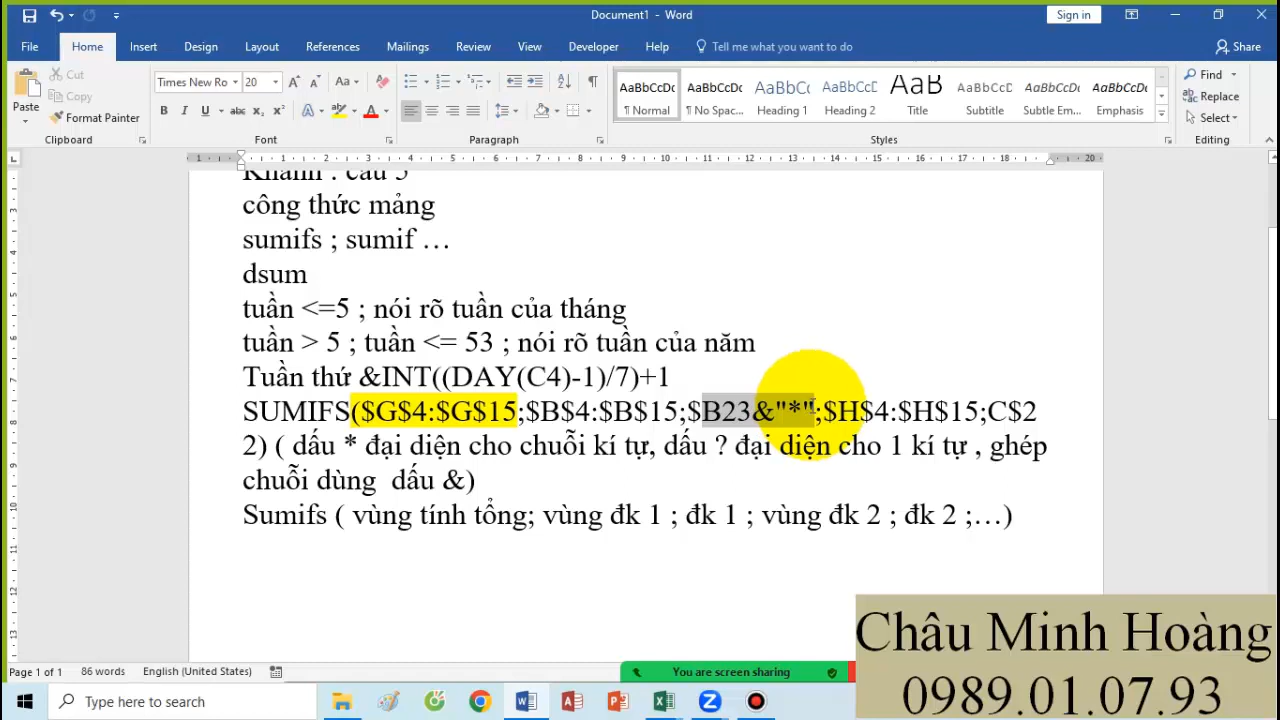 Document1 - Word
Sign in
File Home Insert Design Layout References Mailings Review View Developer Help Tell me what you want to do Share
Paste Cut Copy Format Painter
Times New Ro 20
AaBbCcDc AaBbCcDc AaBbCc AaBbCcD AaB AaBbCcD AaBbCcDt AaBbCcDt
¶ Normal ¶ No Spac... Heading 1 Heading 2 Title Subtitle Subtle Em... Emphasis
Find Replace Select
Clipboard Font Paragraph Styles Editing
Khanh : câu 5
công thức mảng
sumifs ; sumif …
dsum
tuần <=5 ; nói rõ tuần của tháng
tuần > 5 ; tuần <= 53 ; nói rõ tuần của năm
Tuần thứ &INT((DAY(C4)-1)/7)+1
SUMIFS($G$4:$G$15;$B$4:$B$15;$B23&"*";$H$4:$H$15;C$2
2) ( dấu * đại diện cho chuỗi kí tự, dấu ? đại diện cho 1 kí tự , ghép
chuỗi dùng dấu &)
Sumifs ( vùng tính tổng; vùng đk 1 ; đk 1 ; vùng đk 2 ; đk 2 ;…)
Châu Minh Hoàng
0989.01.07.93
Page 1 of 1 86 words English (United States) You are screen sharing
Type here to search